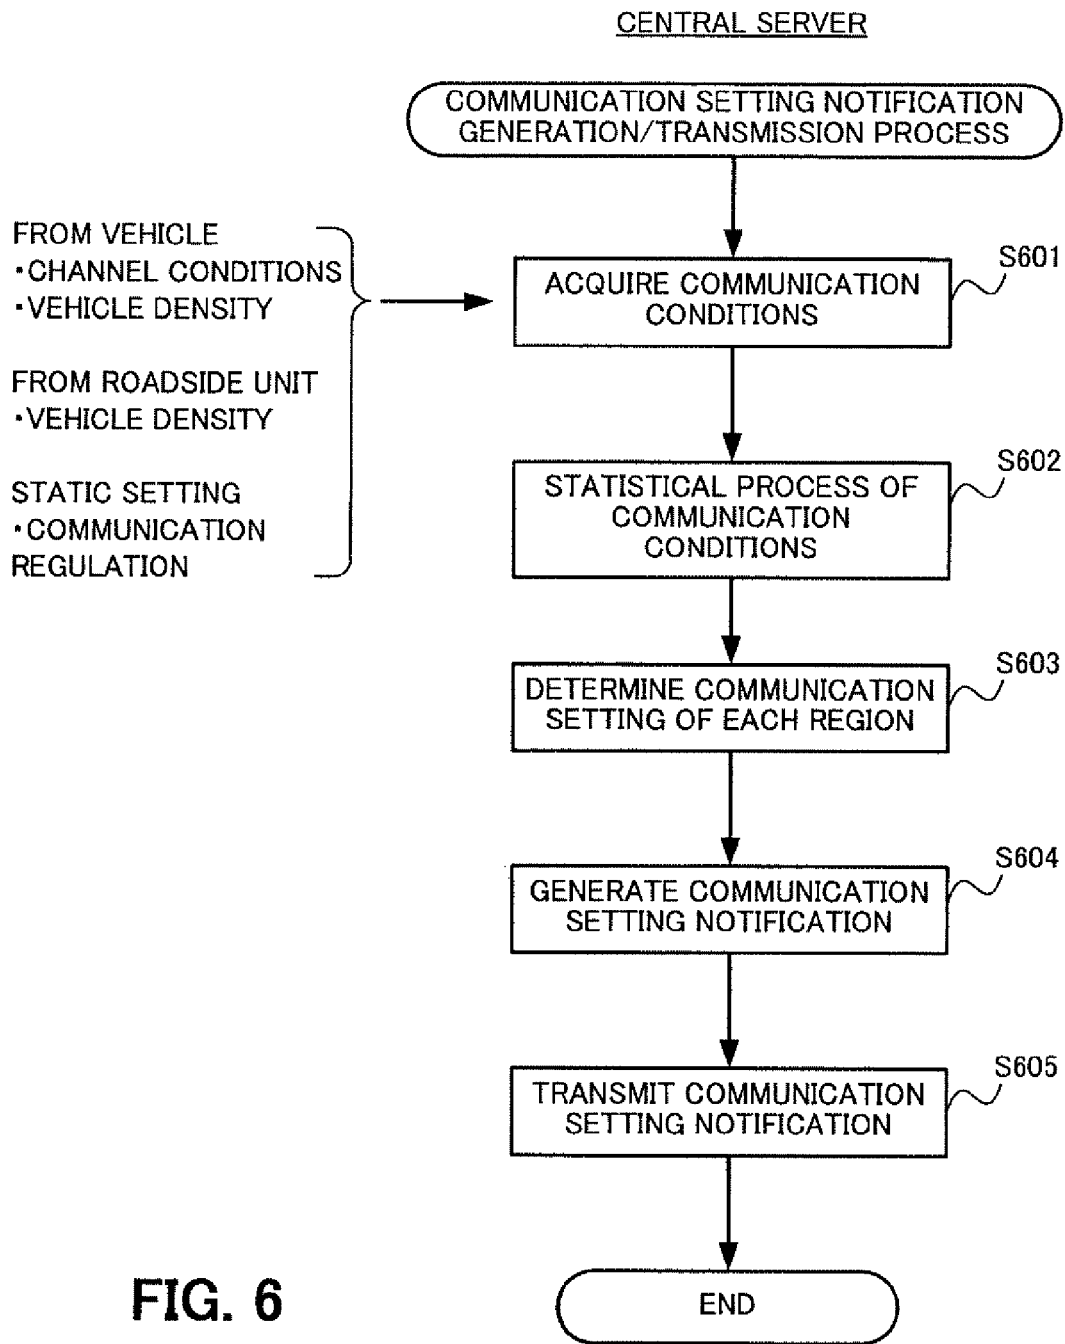 CENTRAL SERVER
COMMUNICATION SETTING NOTIFICATION
GENERATION/TRANSMISSION PROCESS
FROM VEHICLE
・CHANNEL CONDITIONS
・VEHICLE DENSITY
FROM ROADSIDE UNIT
・VEHICLE DENSITY
STATIC SETTING
・COMMUNICATION
REGULATION
S601
ACQUIRE COMMUNICATION
CONDITIONS
S602
STATISTICAL PROCESS OF
COMMUNICATION
CONDITIONS
S603
DETERMINE COMMUNICATION
SETTING OF EACH REGION
S604
GENERATE COMMUNICATION
SETTING NOTIFICATION
S605
TRANSMIT COMMUNICATION
SETTING NOTIFICATION
END
FIG. 6